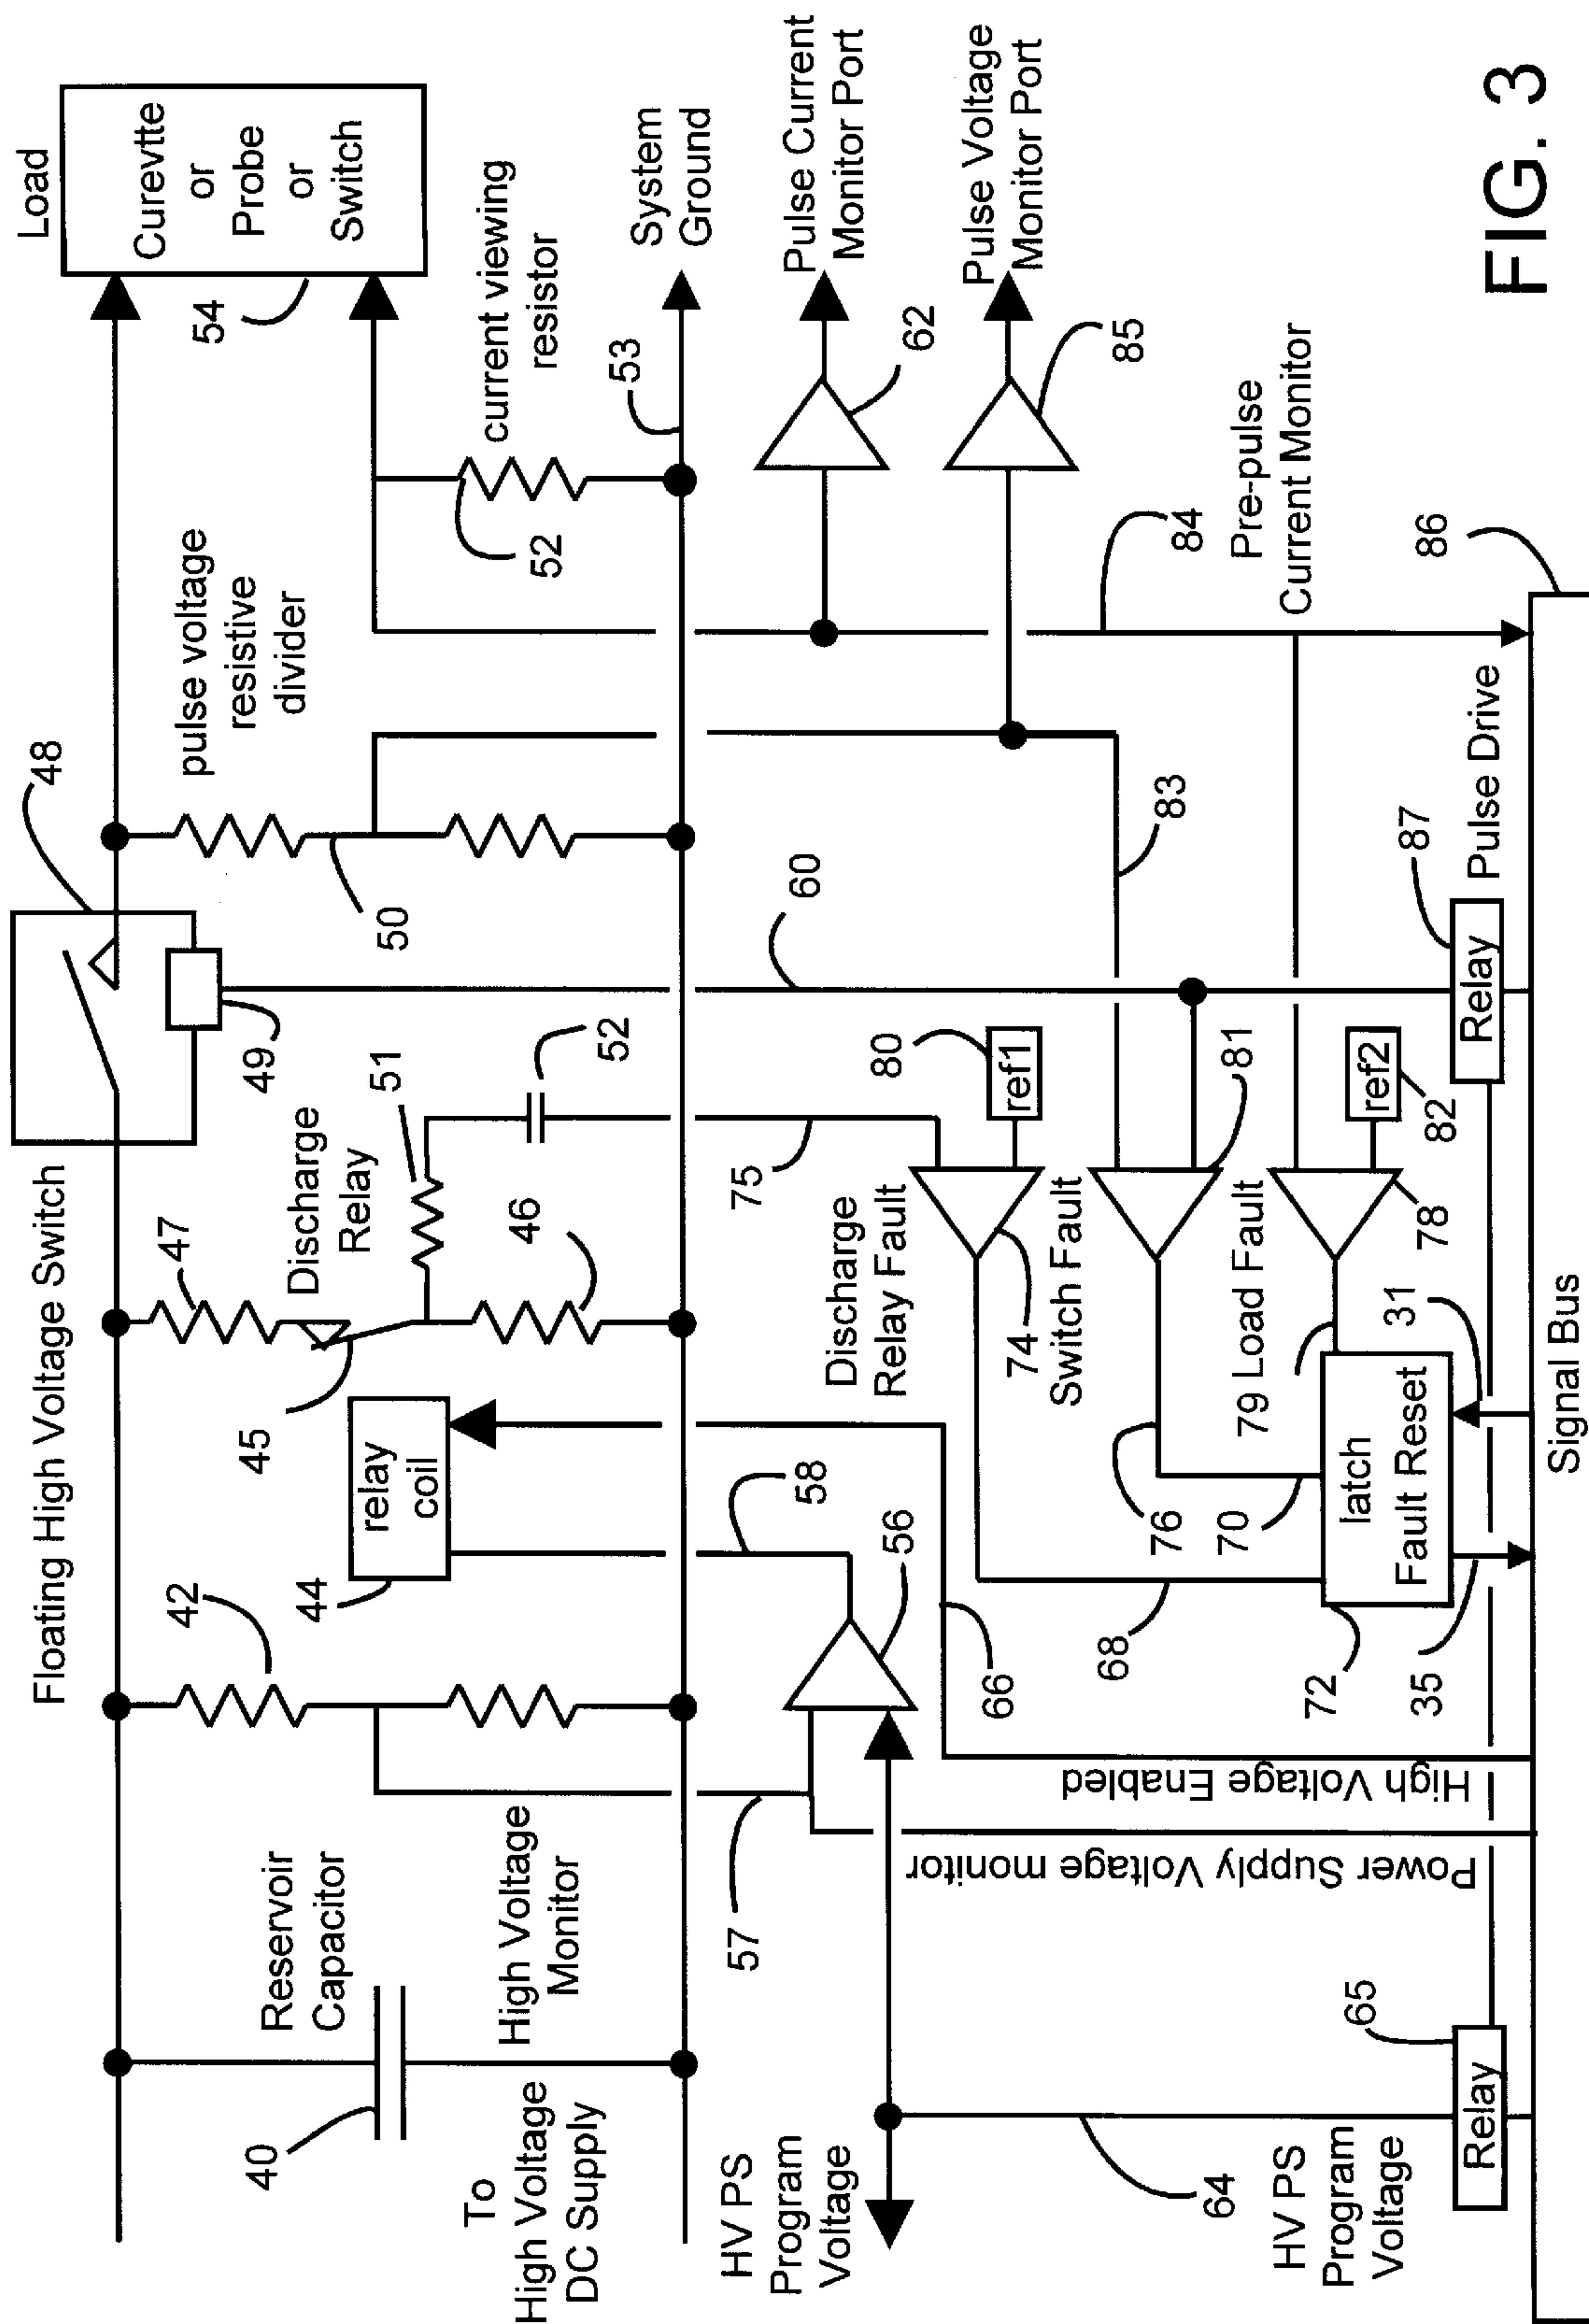 Floating High Voltage Switch
48
Load
Curevtte
or
Probe
or
Switch
54
pulse voltage
resistive
divider
50
current viewing
resistor
52
System
Ground
53
Reservoir
Capacitor
40
To
High Voltage
DC Supply
High Voltage
Monitor
42
44
relay
coil
45
47
Discharge
Relay
51
46
52
49
60
HV PS
Program
Voltage
57
58
56
66
Discharge
Relay Fault
75
80
ref1
74
Switch Fault
81
76
70
68
79 Load Fault
78
ref2
82
83
62
Pulse Current
Monitor Port
85
Pulse Voltage
Monitor Port
84
Pre-pulse
Current Monitor
Power Supply Voltage monitor
High Voltage Enabled
64
HV PS
Program
Voltage
65
Relay
72
latch
Fault Reset
35
31
87
Relay
Pulse Drive
86
Signal Bus
FIG. 3